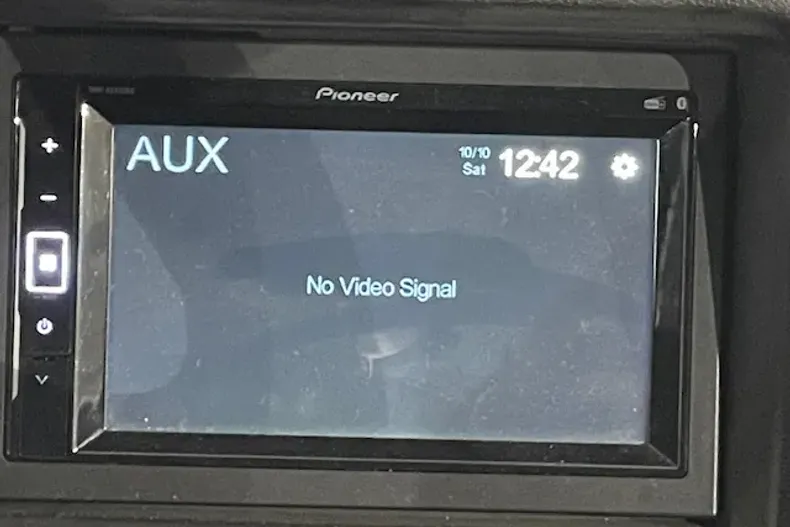 Pioneer
AUX
10/10
Sat
12:42
No Video Signal